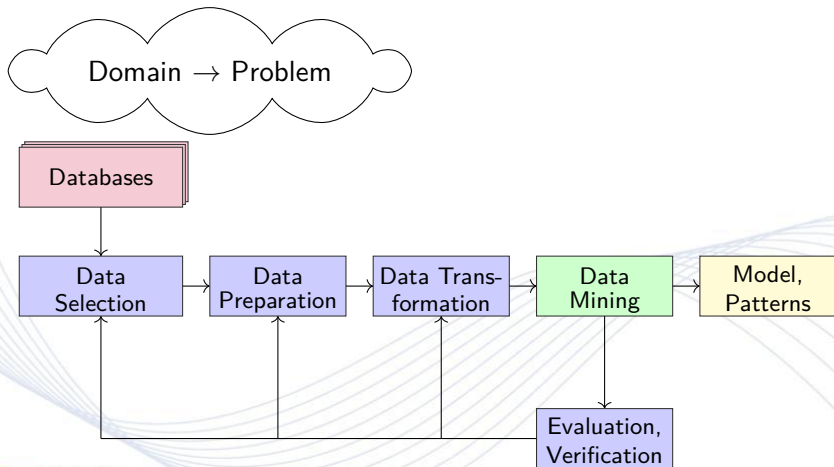 Domain → Problem
Databases
Data
Selection
Data
Preparation
Data Trans-
formation
Data
Mining
Model,
Patterns
Evaluation,
Verification